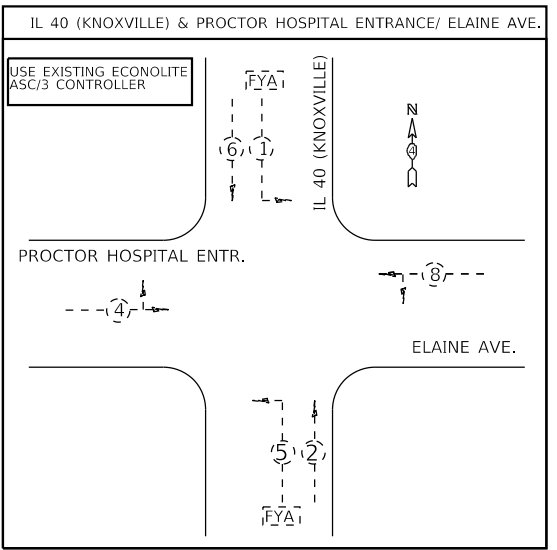 IL 40 (KNOXVILLE) & PROCTOR HOSPITAL ENTRANCE/ ELAINE AVE.
USE EXISTING ECONOLITE
ASC/3 CONTROLLER
FYA
IL 40 (KNOXVILLE)
N
4
6
1
PROCTOR HOSPITAL ENTR.
8
4
ELAINE AVE.
5
2
FYA